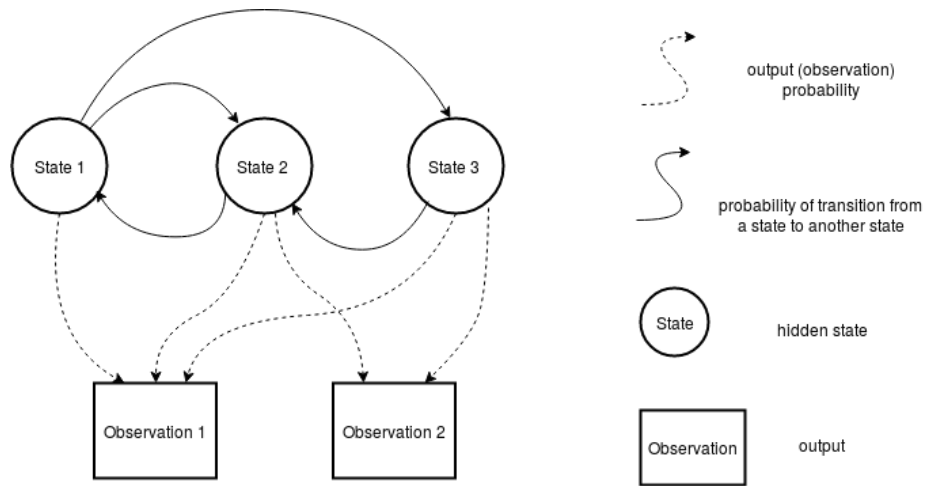 State 1
State 2
State 3
Observation 1
Observation 2
output (observation)
probability
probability of transition from
a state to another state
State
hidden state
Observation
output